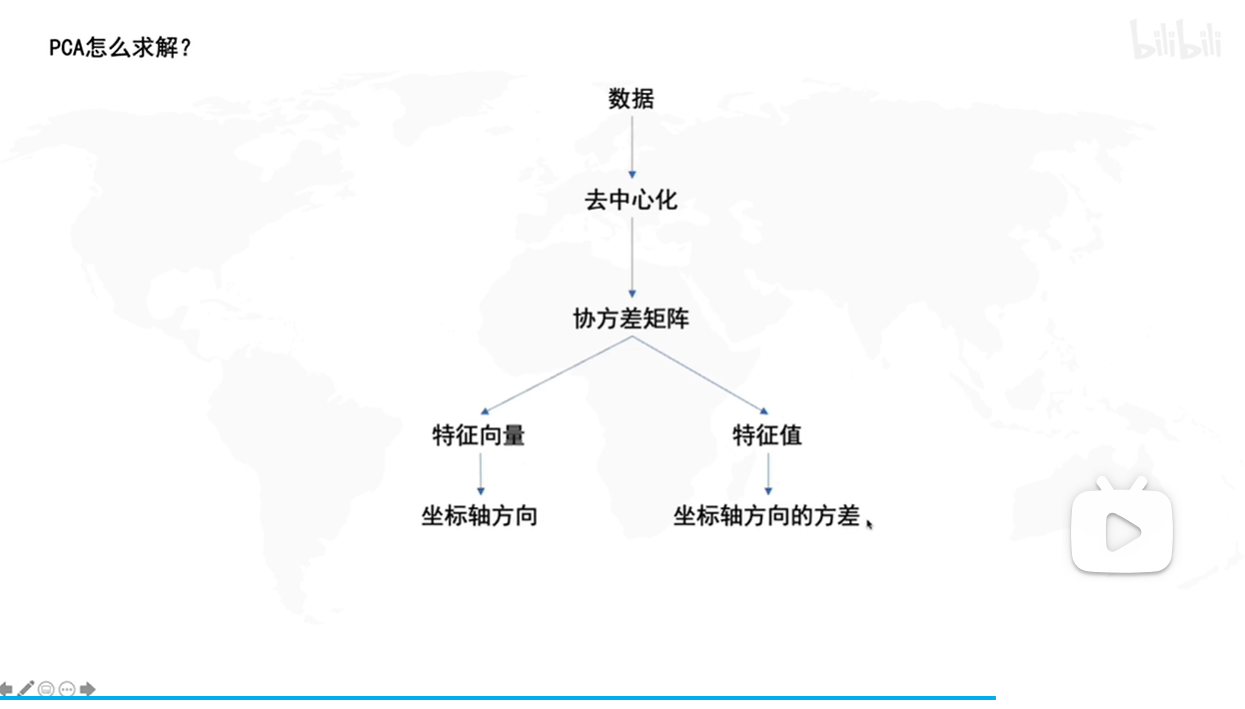 PCA怎么求解?
bilibili
数据
去中心化
协方差矩阵
特征向量
特征值
坐标轴方向
坐标轴方向的方差